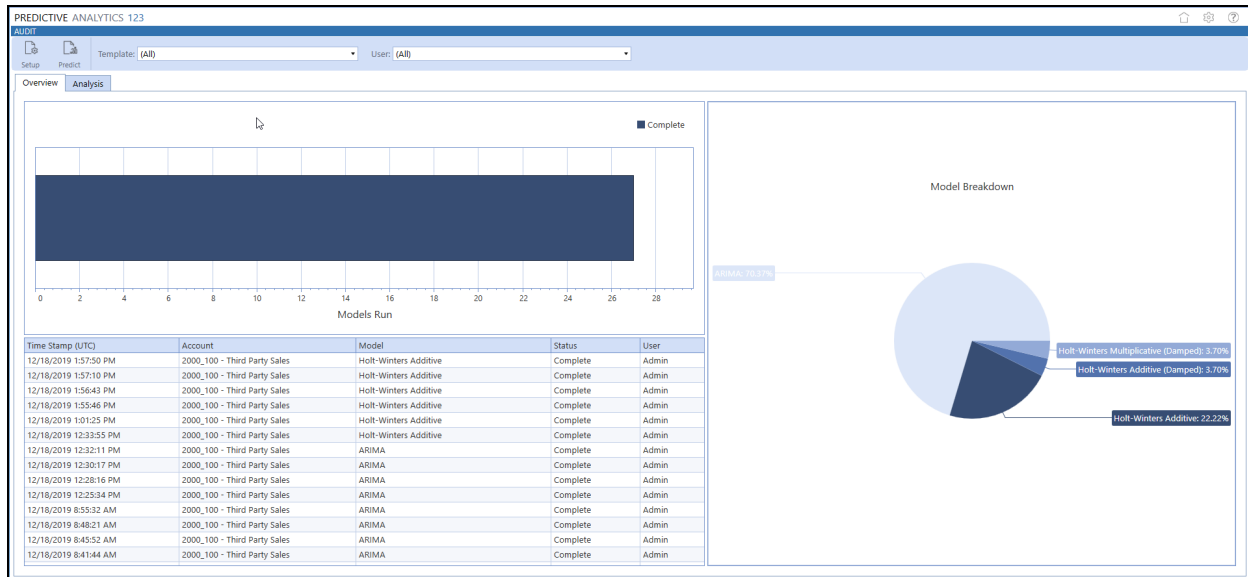 PREDICTIVE ANALYTICS 123
AUDIT
Setup
Predict
Template: (All)
User: (All)
Overview
Analysis
Complete
0 2 4 6 8 10 12 14 16 18 20 22 24 26 28
Models Run
Time Stamp (UTC) Account Model Status User
12/18/2019 1:57:50 PM 2000_100 - Third Party Sales Holt-Winters Additive Complete Admin
12/18/2019 1:57:10 PM 2000_100 - Third Party Sales Holt-Winters Additive Complete Admin
12/18/2019 1:56:43 PM 2000_100 - Third Party Sales Holt-Winters Additive Complete Admin
12/18/2019 1:55:46 PM 2000_100 - Third Party Sales Holt-Winters Additive Complete Admin
12/18/2019 1:01:25 PM 2000_100 - Third Party Sales Holt-Winters Additive Complete Admin
12/18/2019 12:33:55 PM 2000_100 - Third Party Sales Holt-Winters Additive Complete Admin
12/18/2019 12:32:11 PM 2000_100 - Third Party Sales ARIMA Complete Admin
12/18/2019 12:30:17 PM 2000_100 - Third Party Sales ARIMA Complete Admin
12/18/2019 12:28:16 PM 2000_100 - Third Party Sales ARIMA Complete Admin
12/18/2019 12:25:34 PM 2000_100 - Third Party Sales ARIMA Complete Admin
12/18/2019 8:55:32 AM 2000_100 - Third Party Sales ARIMA Complete Admin
12/18/2019 8:48:21 AM 2000_100 - Third Party Sales ARIMA Complete Admin
12/18/2019 8:45:52 AM 2000_100 - Third Party Sales ARIMA Complete Admin
12/18/2019 8:41:44 AM 2000_100 - Third Party Sales ARIMA Complete Admin
Model Breakdown
ARIMA: 70.37%
Holt-Winters Multiplicative (Damped): 3.70%
Holt-Winters Additive (Damped): 3.70%
Holt-Winters Additive: 22.22%